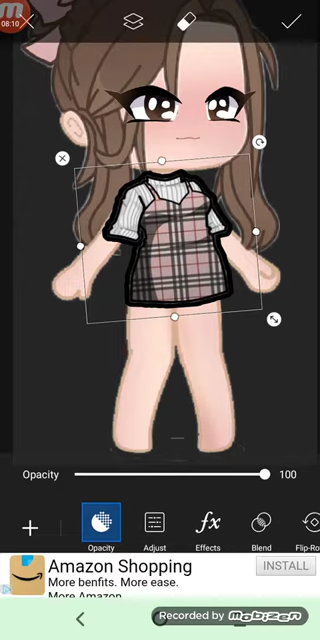 08:10
Opacity 100
Opacity Adjust Effects Blend Flip-Ro
Amazon Shopping
INSTALL
More benfits. More ease.
More Amazon
Recorded by MOBIZEN